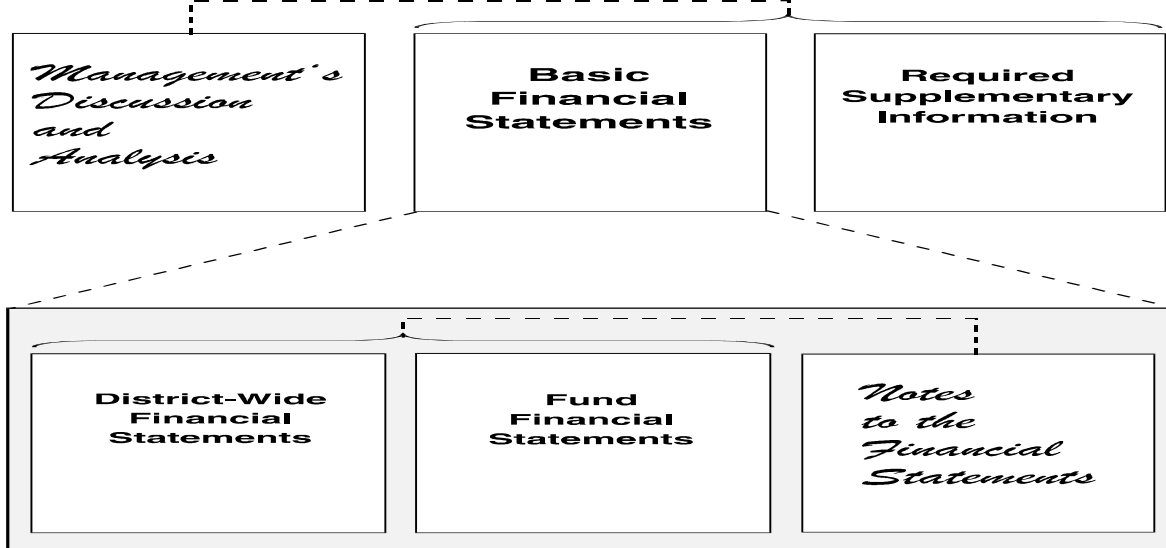 Management's
Discussion
and
Analysis
Basic
Financial
Statements
Required
Supplementary
Information
District-Wide
Financial
Statements
Fund
Financial
Statements
Notes
to the
Financial
Statements